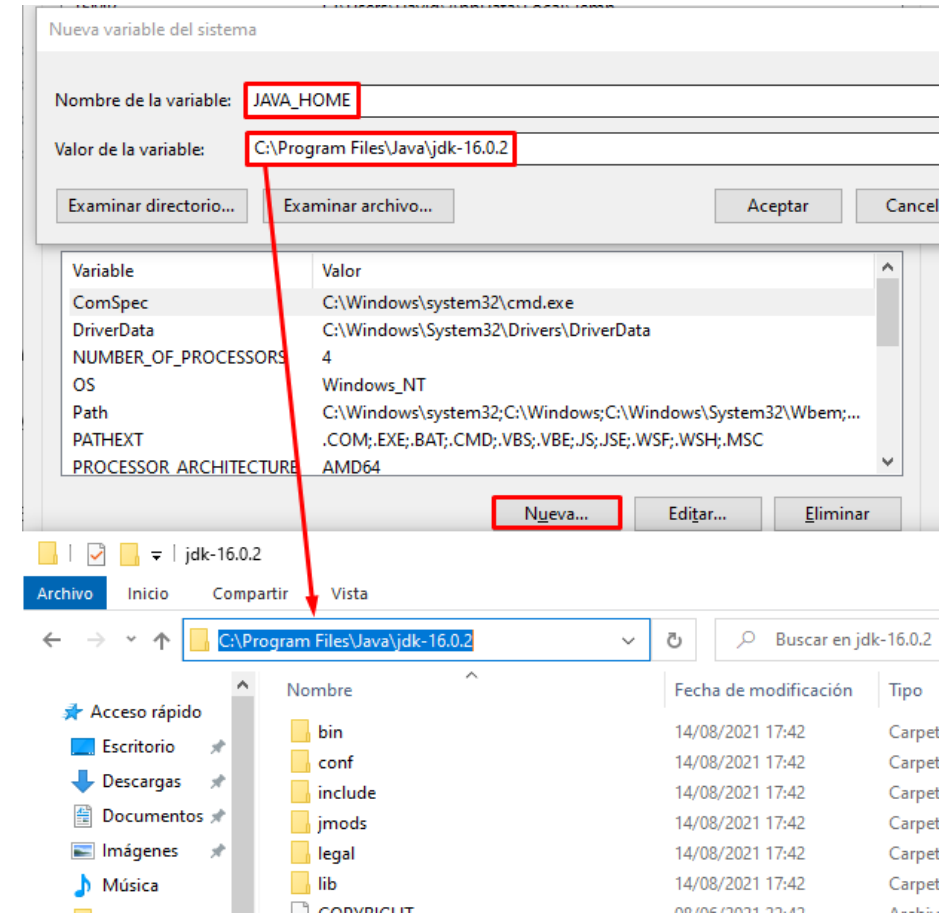 Nueva variable del sistema
Nombre de la variable: JAVA_HOME
Valor de la variable: C:\Program Files\Java\jdk-16.0.2
Examinar directorio... Examinar archivo... Aceptar Cancel
Variable Valor
ComSpec C:\Windows\system32\cmd.exe
DriverData C:\Windows\System32\Drivers\DriverData
NUMBER_OF_PROCESSORS 4
OS Windows_NT
Path C:\Windows\system32;C:\Windows;C:\Windows\System32\Wbem;...
PATHEXT .COM;.EXE;.BAT;.CMD;.VBS;.VBE;.JS;.JSE;.WSF;.WSH;.MSC
PROCESSOR_ARCHITECTURE AMD64
Nueva... Editar... Eliminar
jdk-16.0.2
Archivo Inicio Compartir Vista
C:\Program Files\Java\jdk-16.0.2 Buscar en jdk-16.0.2
Nombre Fecha de modificación Tipo
Acceso rápido
Escritorio
Descargas
Documentos
Imágenes
Música
bin 14/08/2021 17:42 Carpet
conf 14/08/2021 17:42 Carpet
include 14/08/2021 17:42 Carpet
jmods 14/08/2021 17:42 Carpet
legal 14/08/2021 17:42 Carpet
lib 14/08/2021 17:42 Carpet
COPYRIGHT 08/06/2021 22:42